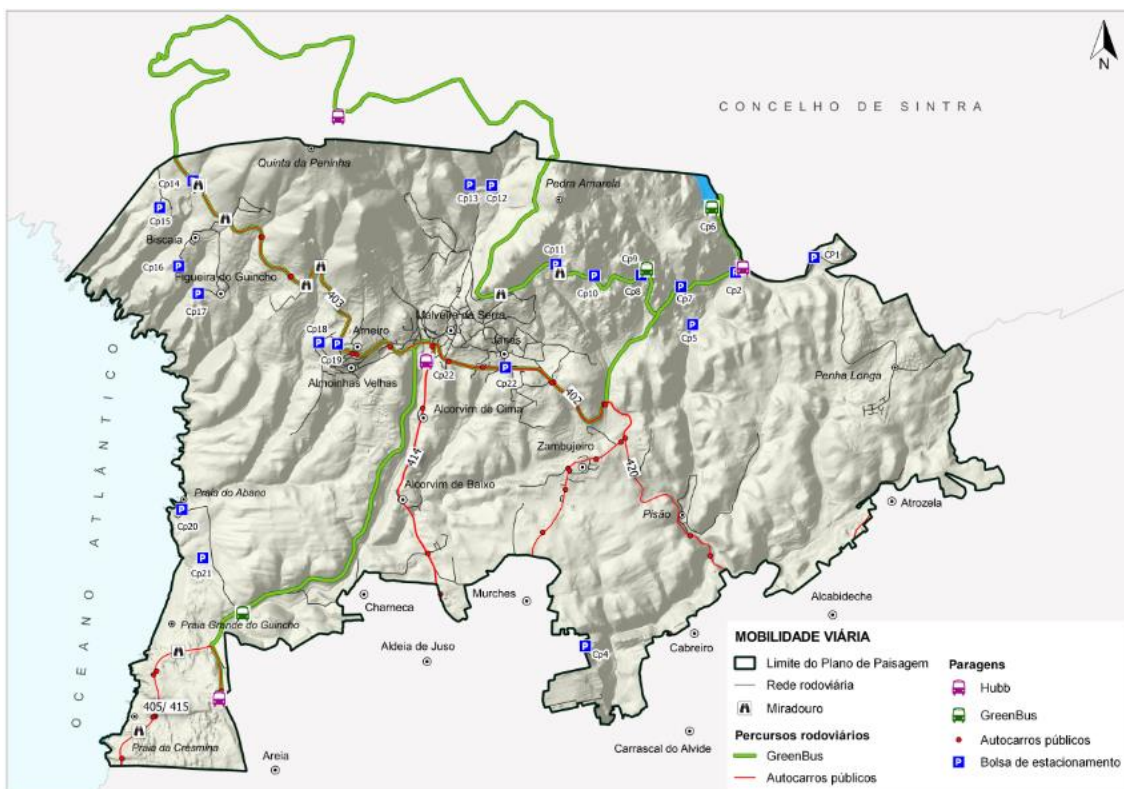 N
CONCELHO DE SINTRA
Quinta da Peninha
Cp14
Cp13
Cp12
Pedra Amarela
Cp15
Cp6
Biscaia
Cp11
Cp9
CP1
Cp16
Figueira do Guincho
Cp10
Cp8
Cp7
Cp2
Cp17
403
Malveira da Serra
Cp5
Cp18
Arneiro
Janes
Cp19
Almoinhas Velhas
Cp22
Cp22
402
Penha Longa
Alcorvim de Cima
Zambujeiro
414
420
Alcorvim de Baixo
Praia do Abano
Atrozela
Cp20
Pisão
Cp21
OCEANO ATLÂNTICO
Charneca
Murches
Alcabideche
Praia Grande do Guincho
Cp4
Cabreiro
Aldeia de Juso
405/ 415
Praia da Cresmina
Areia
Carrascal do Alvide
MOBILIDADE VIÁRIA
Limite do Plano de Paisagem
Rede rodoviária
Miradouro
Percursos rodoviários
GreenBus
Autocarros públicos
Paragens
Hubb
GreenBus
Autocarros públicos
Bolsa de estacionamento